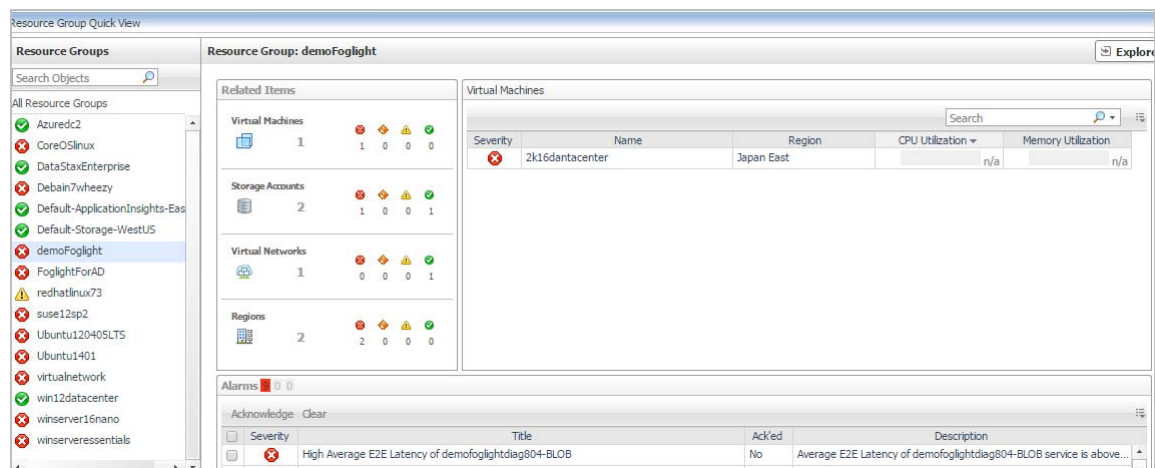 Resource Group Quick View
Resource Groups
Search Objects
All Resource Groups
Azuredc2
CoreOSlinux
DataStaxEnterprise
Debain7wheezy
Default-ApplicationInsights-Eas
Default-Storage-WestUS
demoFoglight
FoglightForAD
redhatlinux73
suse12sp2
Ubuntu120405LTS
Ubuntu1401
virtualnetwork
win12datacenter
winserver16nano
winserveressentials
Resource Group: demoFoglight
Explore
Related Items
Virtual Machines
1
1 0 0 0
Storage Accounts
2
1 0 0 1
Virtual Networks
1
0 0 0 1
Regions
2
2 0 0 0
Virtual Machines
Search
Severity Name Region CPU Utilization Memory Utilization
2k16dantacenter Japan East n/a n/a
Alarms 9 0 0
Acknowledge Clear
Severity Title Ack'ed Description
High Average E2E Latency of demofoglightdiag804-BLOB No Average E2E Latency of demofoglightdiag804-BLOB service is above...